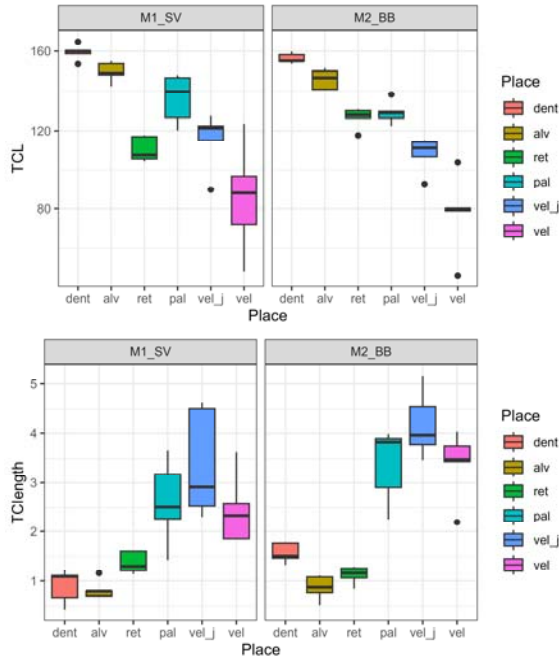 M1_SV
M2_BB
TCL
160
120
80
dent alv ret pal vel_j vel
dent alv ret pal vel_j vel
Place
Place
dent
alv
ret
pal
vel_j
vel
M1_SV
M2_BB
TClength
5
4
3
2
1
dent alv ret pal vel_j vel
dent alv ret pal vel_j vel
Place
Place
dent
alv
ret
pal
vel_j
vel